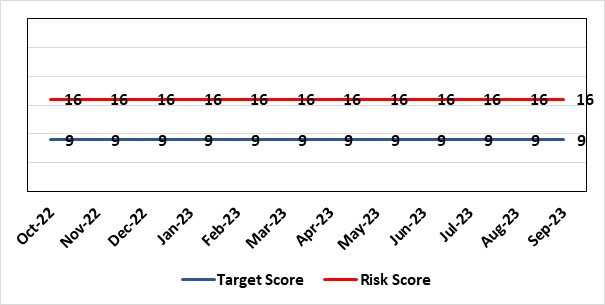 16 16 16 16 16 16 16 16 16 16 16 16
9 9 9 9 9 9 9 9 9 9 9 9
Oct-22 Nov-22 Dec-22 Jan-23 Feb-23 Mar-23 Apr-23 May-23 Jun-23 Jul-23 Aug-23 Sep-23
Target Score Risk Score